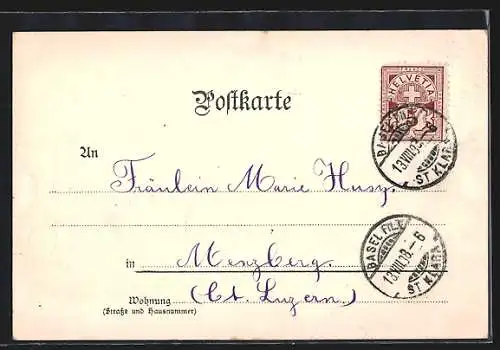 HELVETIA
Postkarte
BASEL
13.VIII.03.
ST KLARA
An
Fräulein Marie Husy.
BASEL FIL.
13.VIII.03.-6
ST KLARA
in Menzberg.
(Ct. Luzern)
Wohnung
(Straße und Hausnummer)